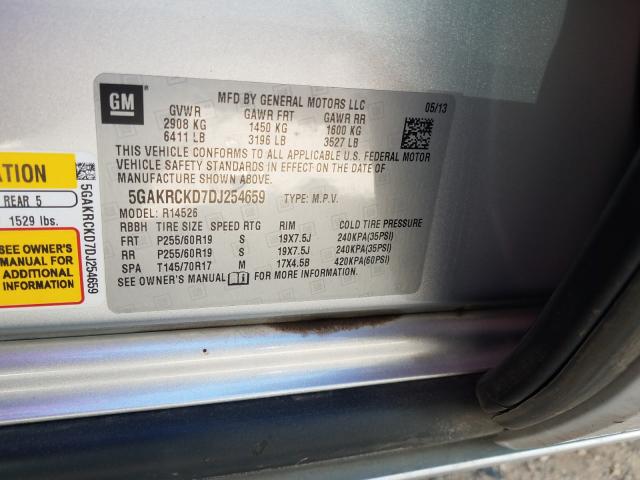 GM
MFD BY GENERAL MOTORS LLC 05/13
GVWR GAWR FRT GAWR RR
2908 KG 1450 KG 1600 KG
6411 LB 3196 LB 3527 LB
THIS VEHICLE CONFORMS TO ALL APPLICABLE U.S. FEDERAL MOTOR
VEHICLE SAFETY STANDARDS IN EFFECT ON THE DATE OF
MANUFACTURE SHOWN ABOVE.
5GAKRCKD7DJ254659 TYPE: M.P.V.
MODEL: R14526
RBBH TIRE SIZE SPEED RTG RIM COLD TIRE PRESSURE
FRT P255/60R19 S 19X7.5J 240KPA(35PSI)
RR P255/60R19 S 19X7.5J 240KPA(35PSI)
SPA T145/70R17 M 17X4.5B 420KPA(60PSI)
SEE OWNER'S MANUAL FOR MORE INFORMATION
ATION
REAR 5
1529 lbs.
SEE OWNER'S
MANUAL FOR
ADDITIONAL
INFORMATION
5GAKRCKD7DJ254659